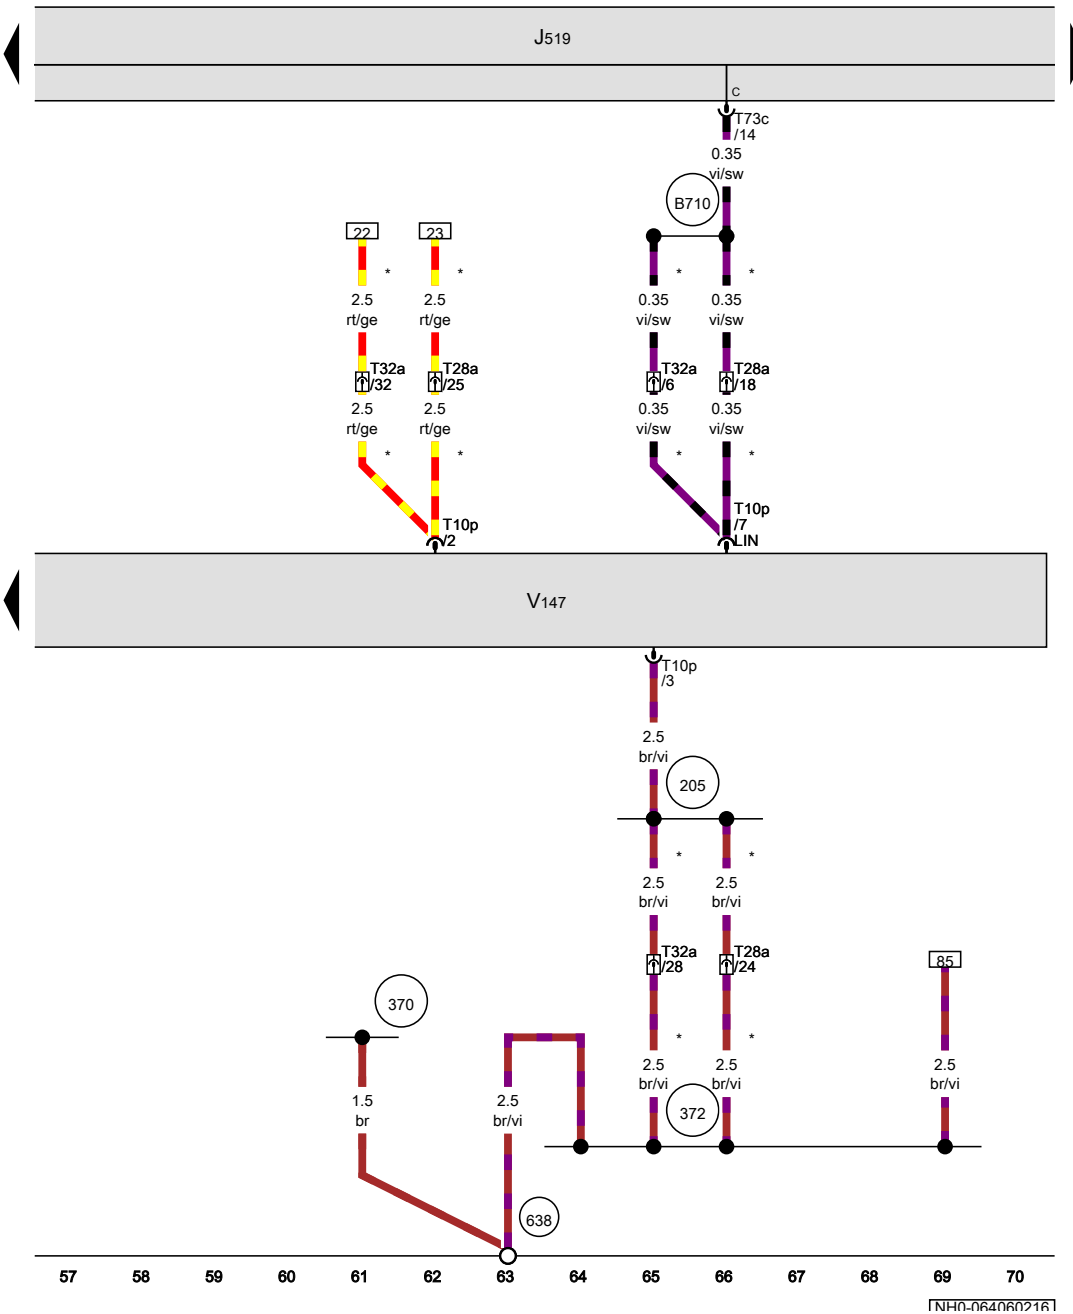 J519
C
T73c
/14
0.35
vi/sw
B710
22 23
* * * *
2.5 2.5 0.35 0.35
rt/ge rt/ge vi/sw vi/sw
T32a T28a T32a T28a
/32 /25 /6 /18
2.5 2.5 0.35 0.35
rt/ge rt/ge vi/sw vi/sw
* * * *
T10p T10p
/2 /7
LIN
V147
T10p
/3
2.5
br/vi
205
* *
2.5 2.5
br/vi br/vi
T32a T28a
/28 /24
85
370
* *
2.5 2.5 2.5
br/vi br/vi br/vi
1.5 2.5
br br/vi
372
638
57 58 59 60 61 62 63 64 65 66 67 68 69 70
NH0-064060216